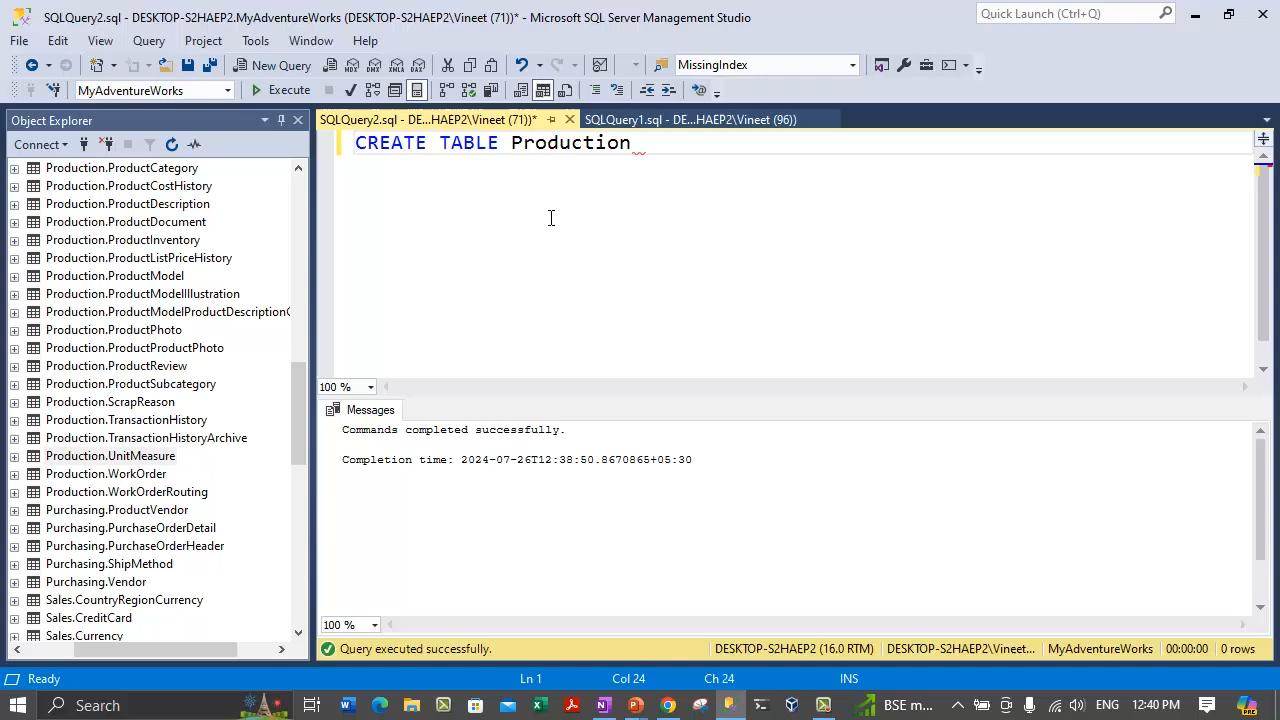 SQLQuery2.sql - DESKTOP-S2HAEP2.MyAdventureWorks (DESKTOP-S2HAEP2\Vineet (71))* - Microsoft SQL Server Management Studio
Quick Launch (Ctrl+Q)
File Edit View Query Project Tools Window Help
New Query MDX DMX XMLA DAX MissingIndex
MyAdventureWorks Execute
Object Explorer
SQLQuery2.sql - DE...HAEP2\Vineet (71))* SQLQuery1.sql - DE...HAEP2\Vineet (96))
Connect
CREATE TABLE Production
Production.ProductCategory
Production.ProductCostHistory
Production.ProductDescription
Production.ProductDocument
Production.ProductInventory
Production.ProductListPriceHistory
Production.ProductModel
Production.ProductModelIllustration
Production.ProductModelProductDescriptionC
Production.ProductPhoto
Production.ProductProductPhoto
Production.ProductReview
Production.ProductSubcategory
Production.ScrapReason
Production.TransactionHistory
Production.TransactionHistoryArchive
Production.UnitMeasure
Production.WorkOrder
Production.WorkOrderRouting
Purchasing.ProductVendor
Purchasing.PurchaseOrderDetail
Purchasing.PurchaseOrderHeader
Purchasing.ShipMethod
Purchasing.Vendor
Sales.CountryRegionCurrency
Sales.CreditCard
Sales.Currency
100 %
Messages
Commands completed successfully.
Completion time: 2024-07-26T12:38:50.8670865+05:30
100 %
Query executed successfully. DESKTOP-S2HAEP2 (16.0 RTM) DESKTOP-S2HAEP2\Vineet... MyAdventureWorks 00:00:00 0 rows
Ready Ln 1 Col 24 Ch 24 INS
Search BSE m... ENG 12:40 PM